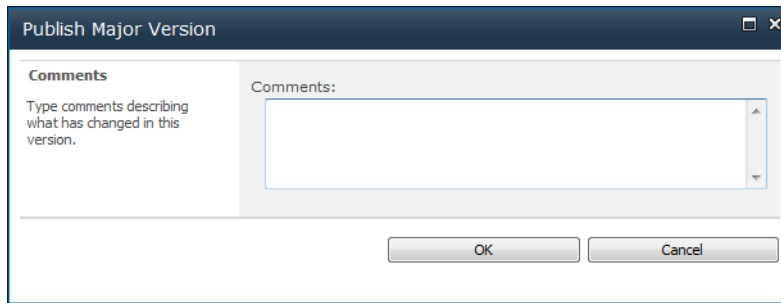 Publish Major Version
Comments
Type comments describing
what has changed in this
version.
Comments:
OK
Cancel